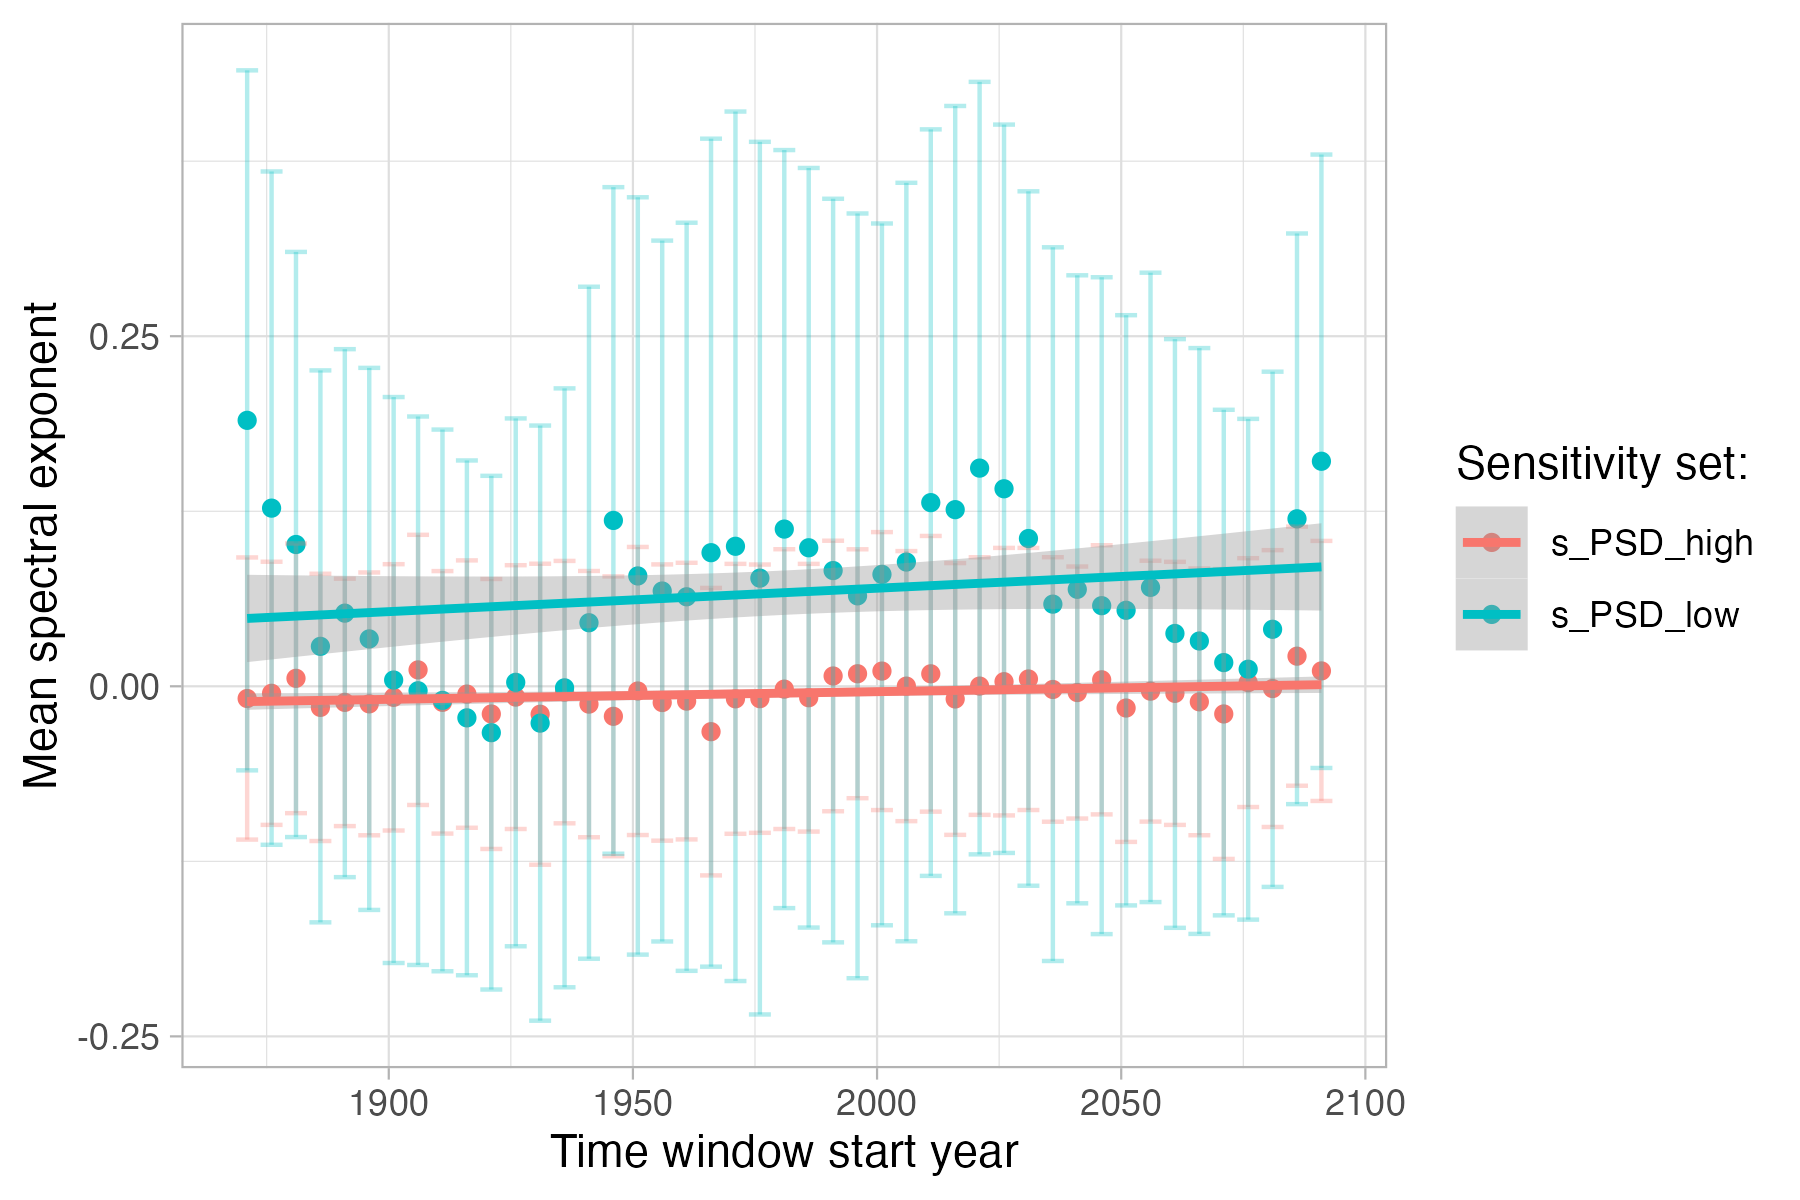 Mean spectral exponent
0.25
0.00
-0.25
1900
1950
2000
2050
2100
Time window start year
Sensitivity set:
s_PSD_high
s_PSD_low